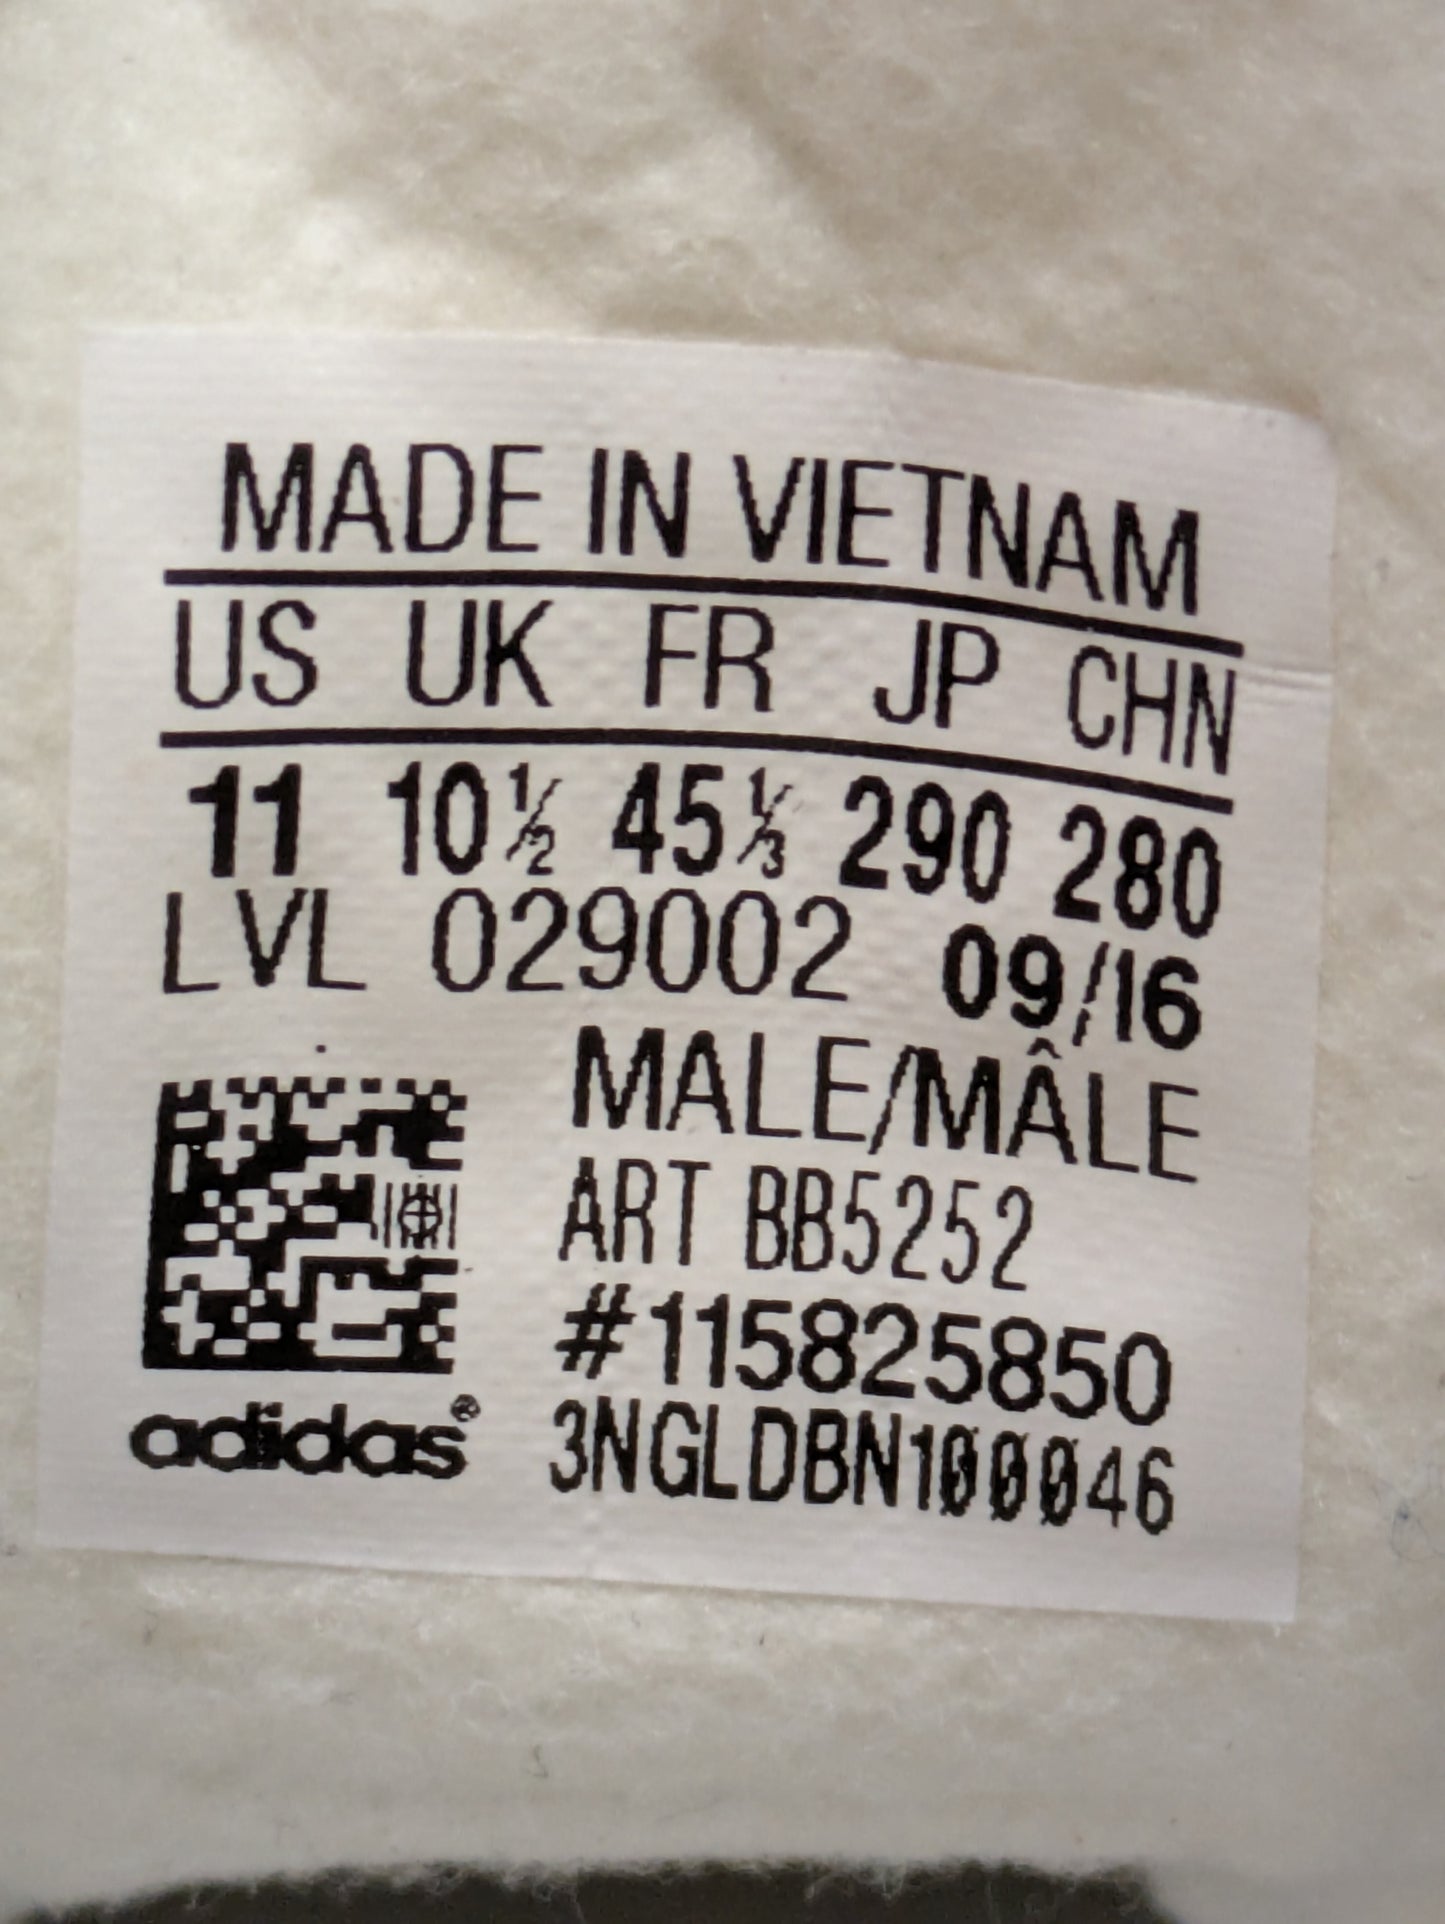 MADE IN VIETNAM
US UK FR JP CHN
11 10½ 45⅓ 290 280
LVL 029002 09/16
MALE/MÂLE
ART BB5252
#115825850
adidas® 3NGLDBN100046